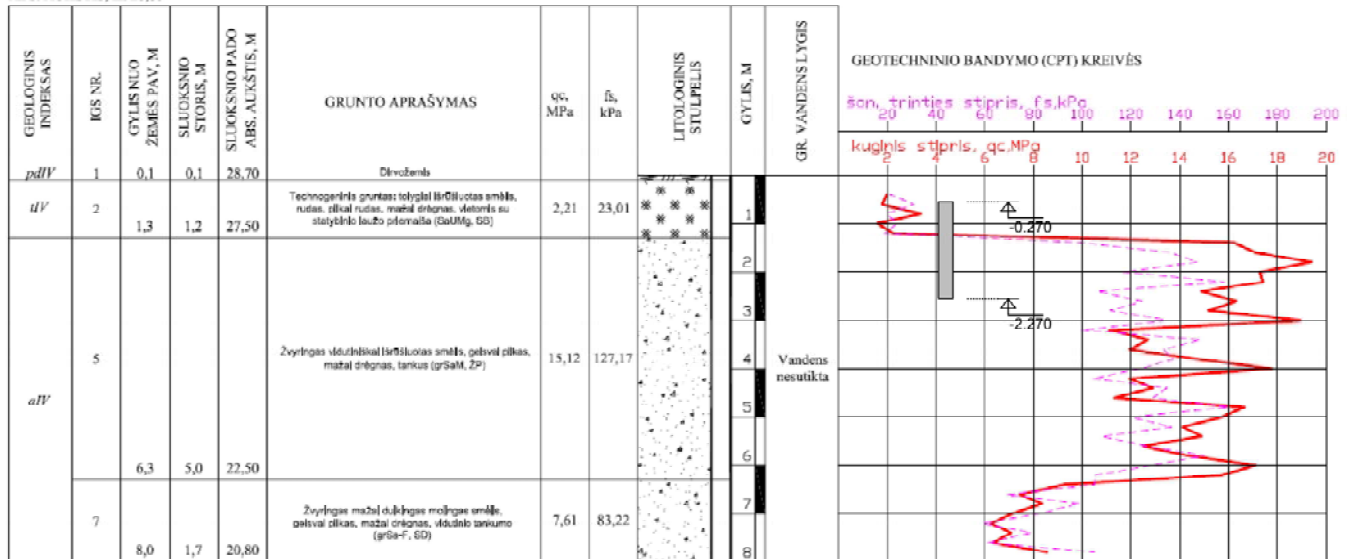 GEOLOGINIS INDEKSAS
IGS NR.
GYLIS NUO ŽEMĖS PAV, M
SLUOKSNIO STORIS, M
SLUOKSNIO PADO ABS. AUKŠTIS, M
GRUNTO APRAŠYMAS
qc, MPa
fs, kPa
LITOLOGINIS STULPELIS
GYLIS, M
GR. VANDENS LYGIS
GEOTECHNINIO BANDYMO (CPT) KREIVĖS
šon. trinties stipris, fs,kPa
20 40 60 80 100 120 140 160 180 200
kuginis stipris, qc,MPa
2 4 6 8 10 12 14 16 18 20
pdIV 1 0,1 0,1 28,70 Dirvožemis
tIV 2 1,3 1,2 27,50
Technogeninis gruntas: tolygiai išrūšiuotas smėlis,
rudas, pilkai rudas, mažai drėgnas, vietomis su
statybinio laužo priemaiša (SaUMg, SB)
2,21 23,01
aIV
5 6,3 5,0 22,50
Žvyringas vidutiniškai išrūšiuotas smėlis, gelsvai pilkas,
mažai drėgnas, tankus (grSaM, ŽP)
15,12 127,17
7 8,0 1,7 20,80
Žvyringas mažai dulkingas molingas smėlis,
gelsvai pilkas, mažai drėgnas, vidutinio tankumo
(grSa-F, SD)
7,61 83,22
1
2
3
4
5
6
7
8
Vandens
nesutikta
-0.270
-2.270